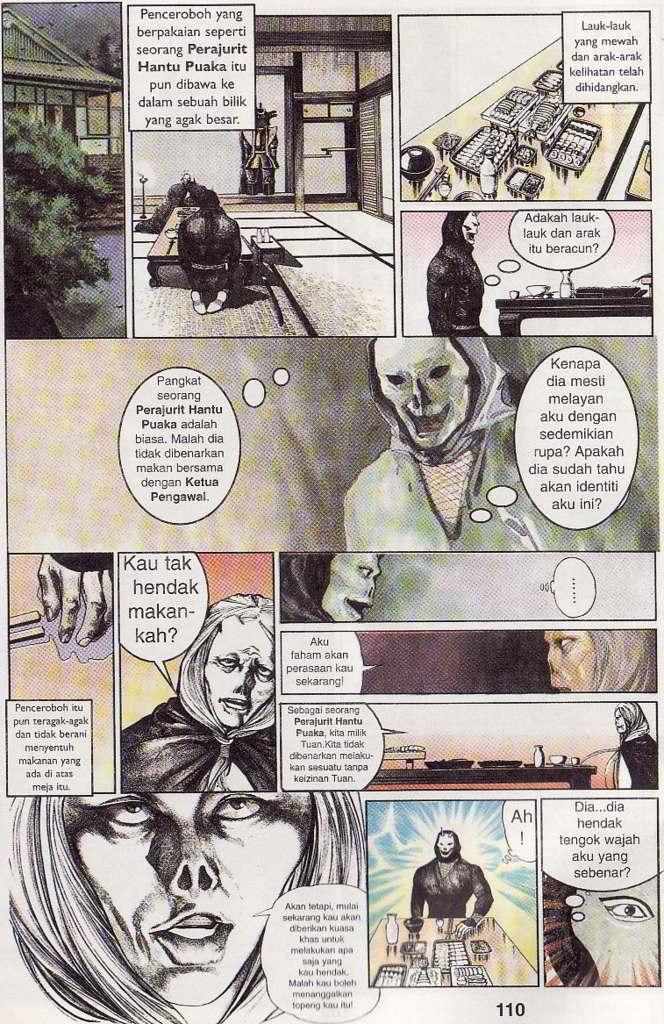 Penceroboh yang
berpakaian seperti
seorang Perajurit
Hantu Puaka itu
pun dibawa ke
dalam sebuah bilik
yang agak besar.
Lauk-lauk
yang mewah
dan arak-arak
kelihatan telah
dihidangkan.
Adakah lauk-
lauk dan arak
itu beracun?
Pangkat
seorang
Perajurit Hantu
Puaka adalah
biasa. Malah dia
tidak dibenarkan
makan bersama
dengan Ketua
Pengawal.
Kenapa
dia mesti
melayan
aku dengan
sedemikian
rupa? Apakah
dia sudah tahu
akan identiti
aku ini?
Penceroboh itu
pun teragak-agak
dan tidak berani
menyentuh
makanan yang
ada di atas
meja itu.
Kau tak
hendak
makan-
kah?
......
Aku
faham akan
perasaan kau
sekarang!
Sebagai seorang
Perajurit Hantu
Puaka, kita milik
Tuan.Kita tidak
dibenarkan melaku-
kan sesuatu tanpa
keizinan Tuan.
Akan tetapi, mulai
sekarang kau akan
diberikan kuasa
khas untuk
melakukan apa
saja yang
kau hendak.
Malah kau boleh
menanggalkan
topeng kau itu!
Ah
!
Dia...dia
hendak
tengok wajah
aku yang
sebenar?
110